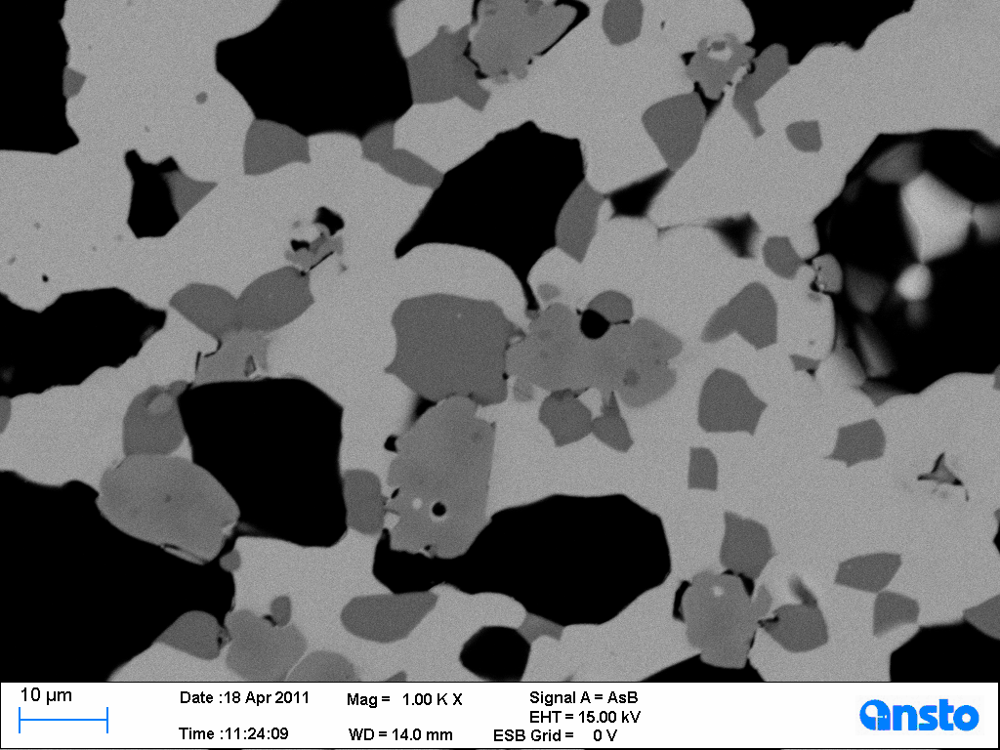 10 µm
Date :18 Apr 2011
Mag = 1.00 K X
Signal A = AsB
EHT = 15.00 kV
Time :11:24:09
WD = 14.0 mm
ESB Grid = 0 V
ansto